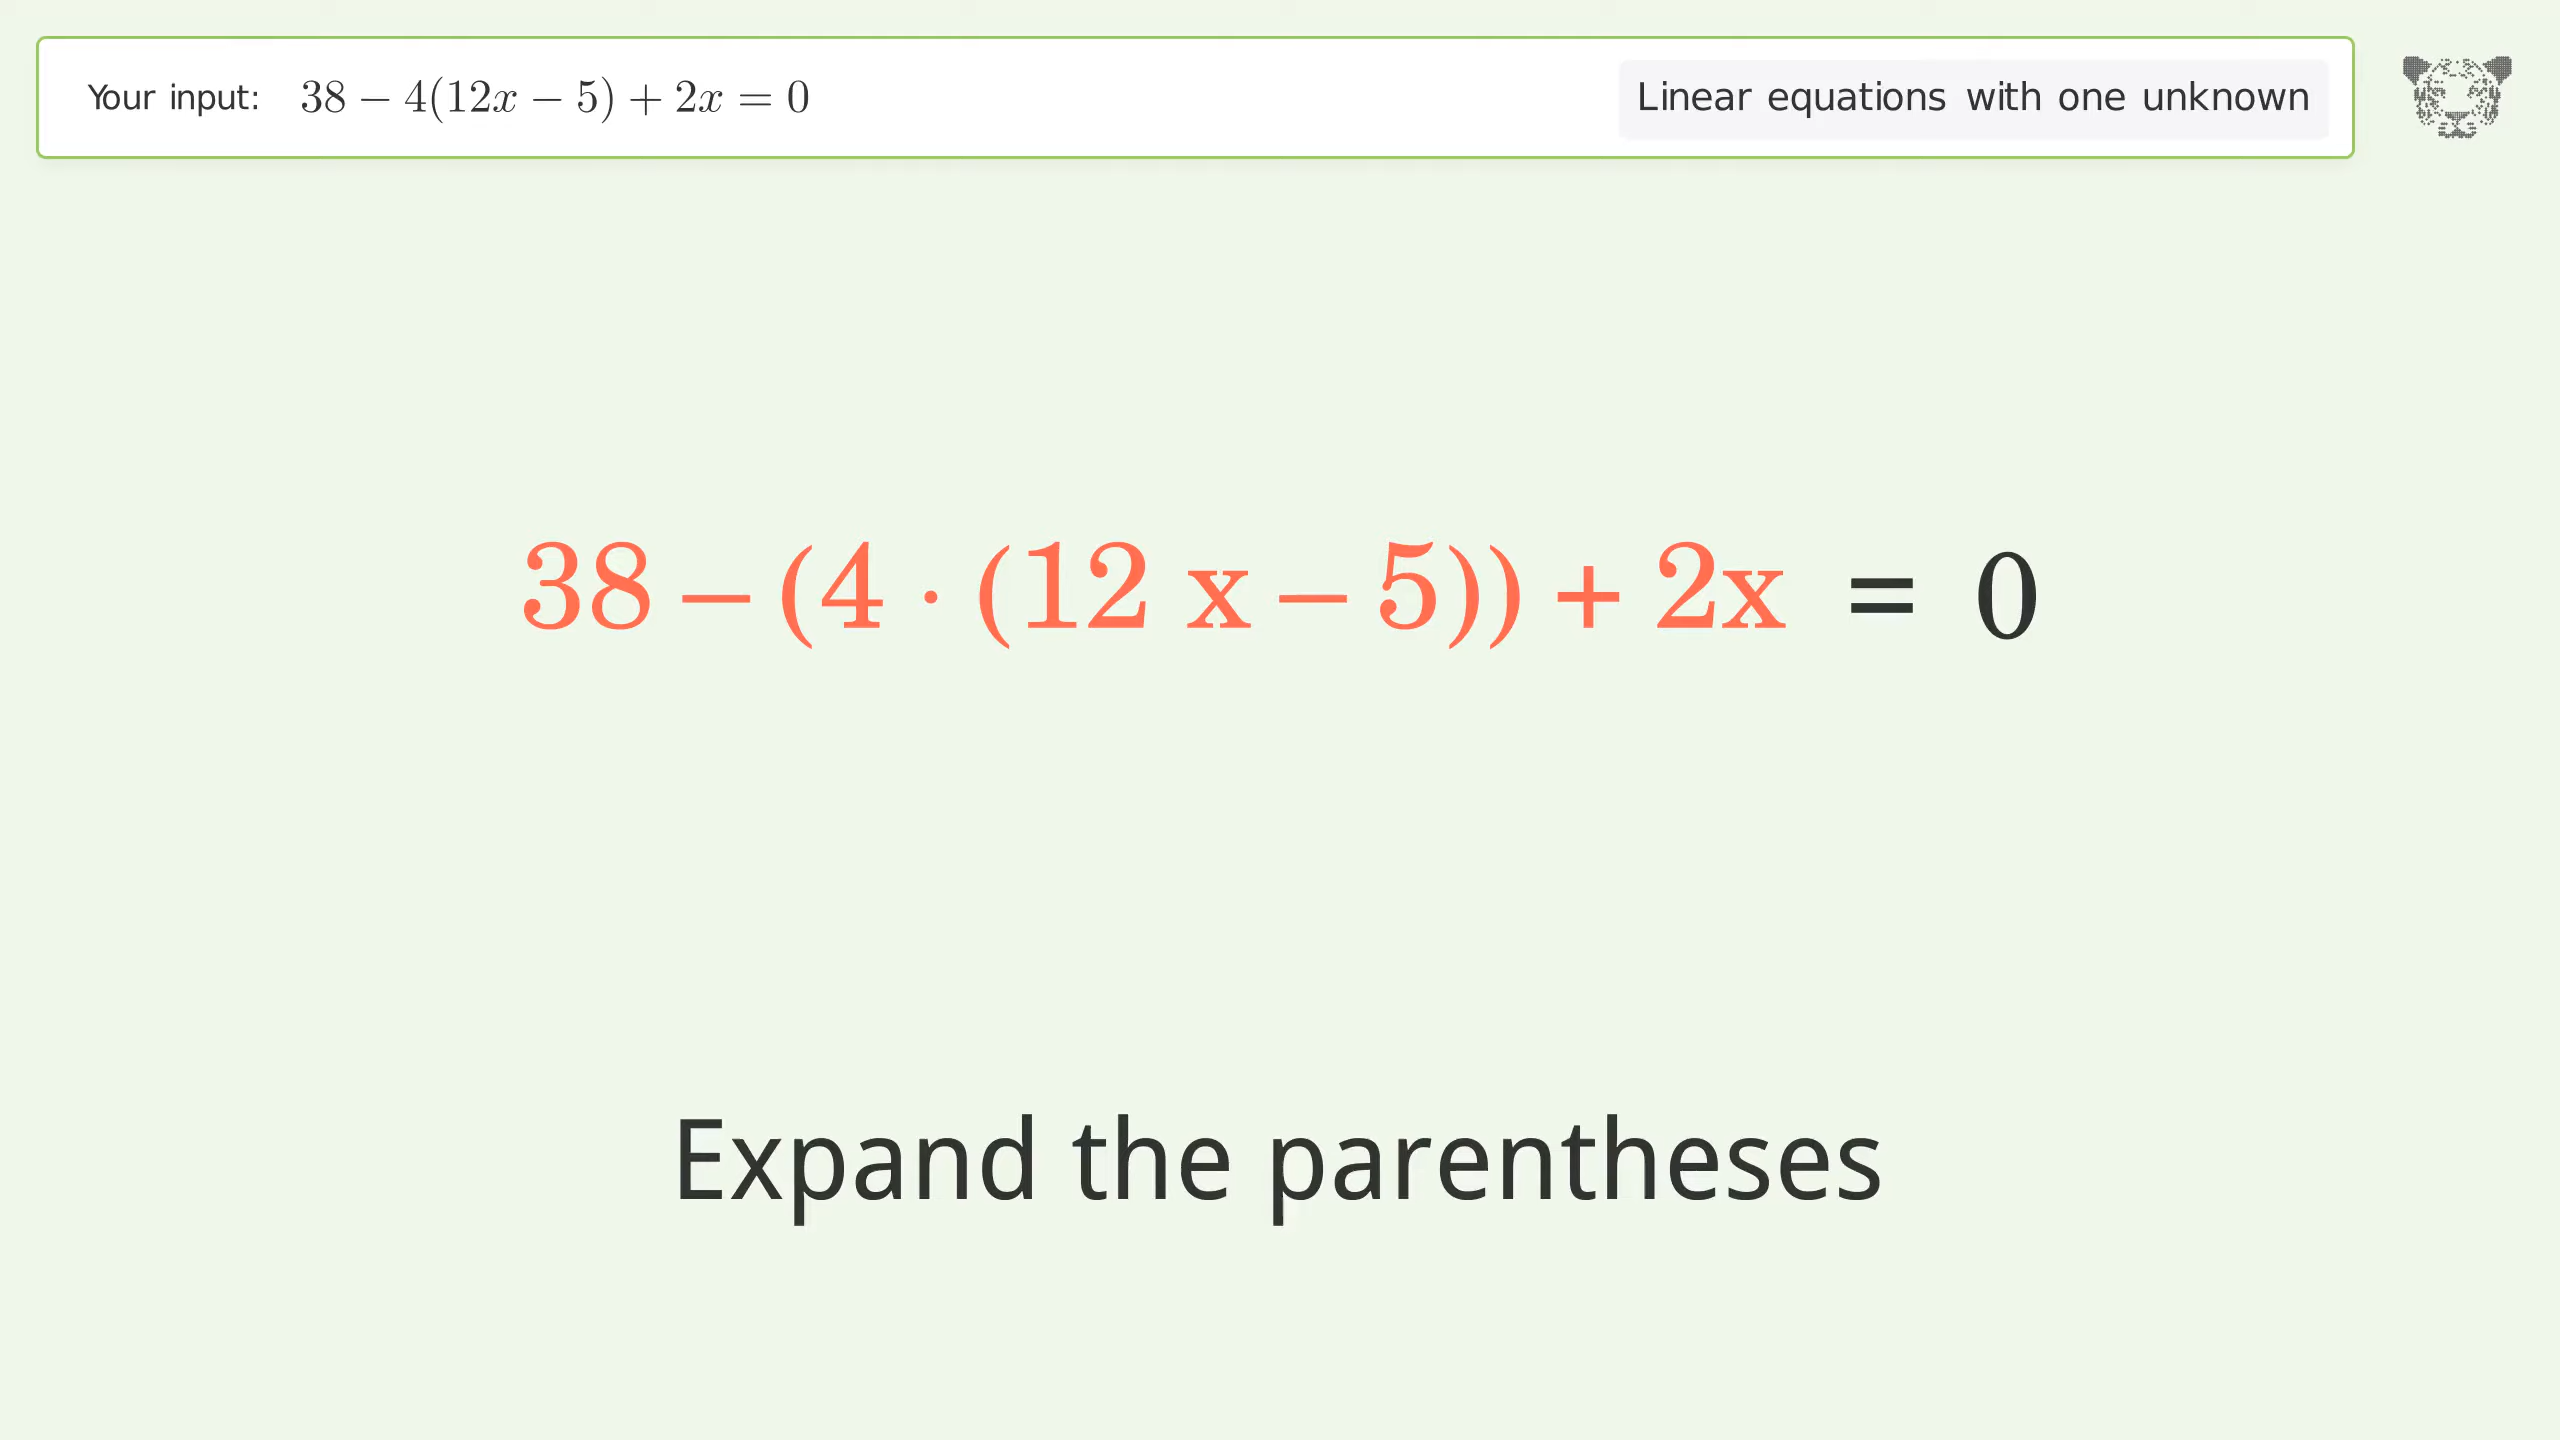 Your input: 38 − 4(12x − 5) + 2x = 0
Linear equations with one unknown
38 − (4 · (12 x − 5)) + 2x = 0
Expand the parentheses